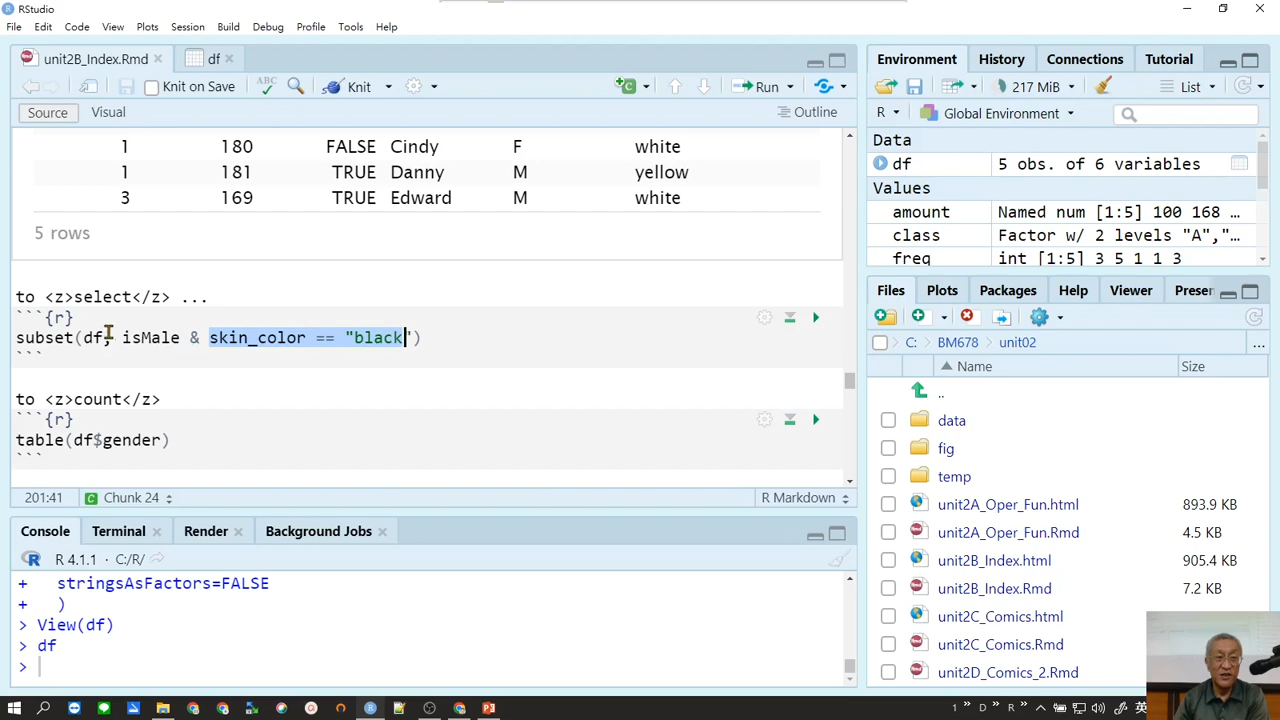 RStudio
File Edit Code View Plots Session Build Debug Profile Tools Help
unit2B_Index.Rmd
df
Knit on Save
ABC
Knit
Run
Source
Visual
Outline
1 180 FALSE Cindy F white
1 181 TRUE Danny M yellow
3 169 TRUE Edward M white
5 rows
to <z>select</z> ...
```{r}
subset(df, isMale & skin_color == "black")
```
to <z>count</z>
```{r}
table(df$gender)
```
201:41
Chunk 24
R Markdown
Console
Terminal
Render
Background Jobs
R 4.1.1 · C:/R/
+ stringsAsFactors=FALSE
+ )
> View(df)
> df
>
Environment
History
Connections
Tutorial
217 MiB
List
R
Global Environment
Data
df 5 obs. of 6 variables
Values
amount Named num [1:5] 100 168 …
class Factor w/ 2 levels "A","…
freq int [1:5] 3 5 1 1 3
Files
Plots
Packages
Help
Viewer
Presen
C: BM678 unit02
...
Name Size
..
data
fig
temp
unit2A_Oper_Fun.html 893.9 KB
unit2A_Oper_Fun.Rmd 4.5 KB
unit2B_Index.html 905.4 KB
unit2B_Index.Rmd 7.2 KB
unit2C_Comics.html
unit2C_Comics.Rmd
unit2D_Comics_2.Rmd
英